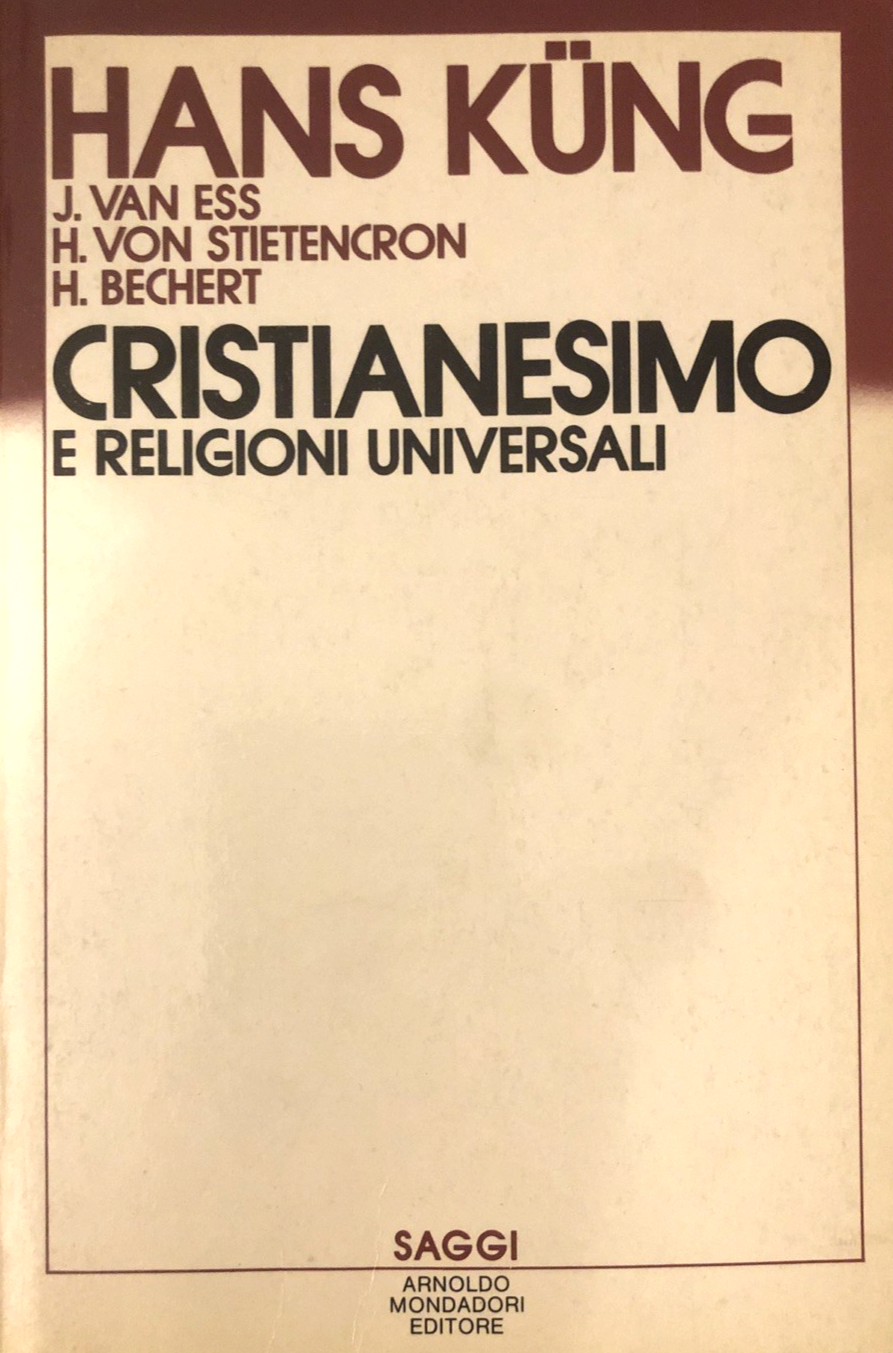 HANS KÜNG
J. VAN ESS
H. VON STIETENCRON
H. BECHERT
CRISTIANESIMO
E RELIGIONI UNIVERSALI
SAGGI
ARNOLDO
MONDADORI
EDITORE